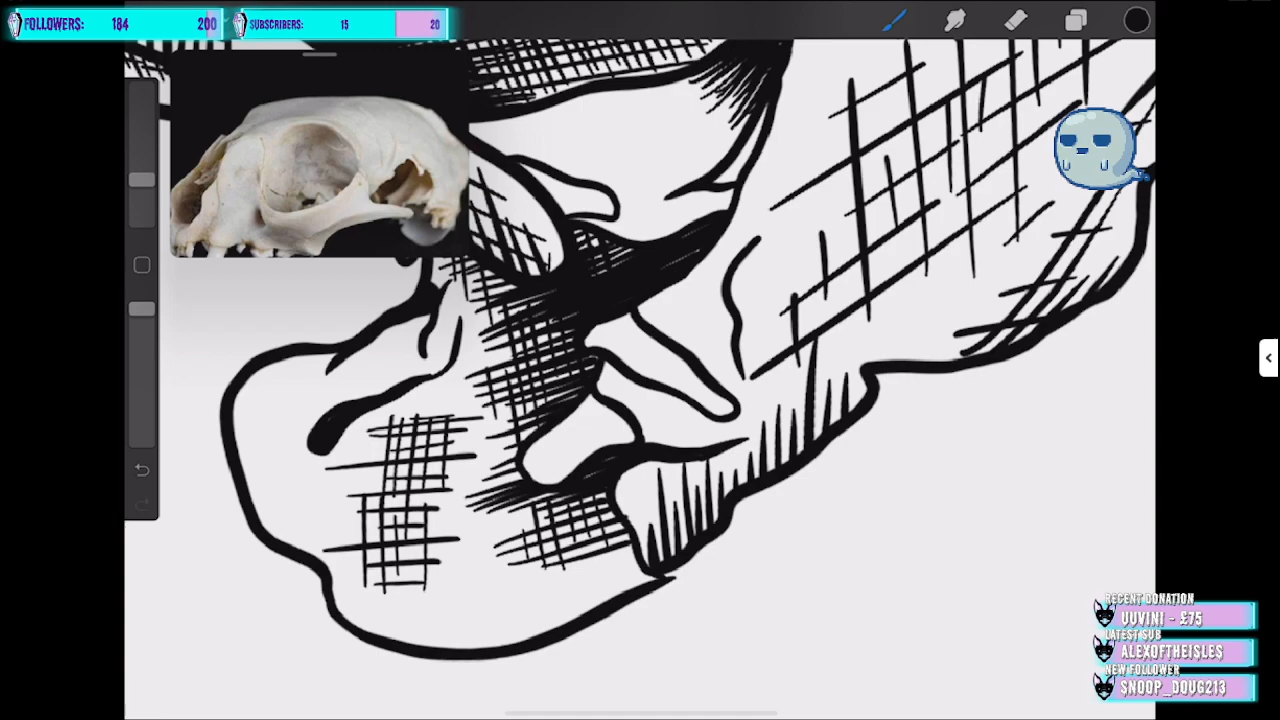 FOLLOWERS: 184 200
SUBSCRIBERS: 15 20
RECENT DONATION
UUVINI - £75
LATEST SUB
ALEXOFTHEISLES
NEW FOLLOWER
SNOOP_DOUG213